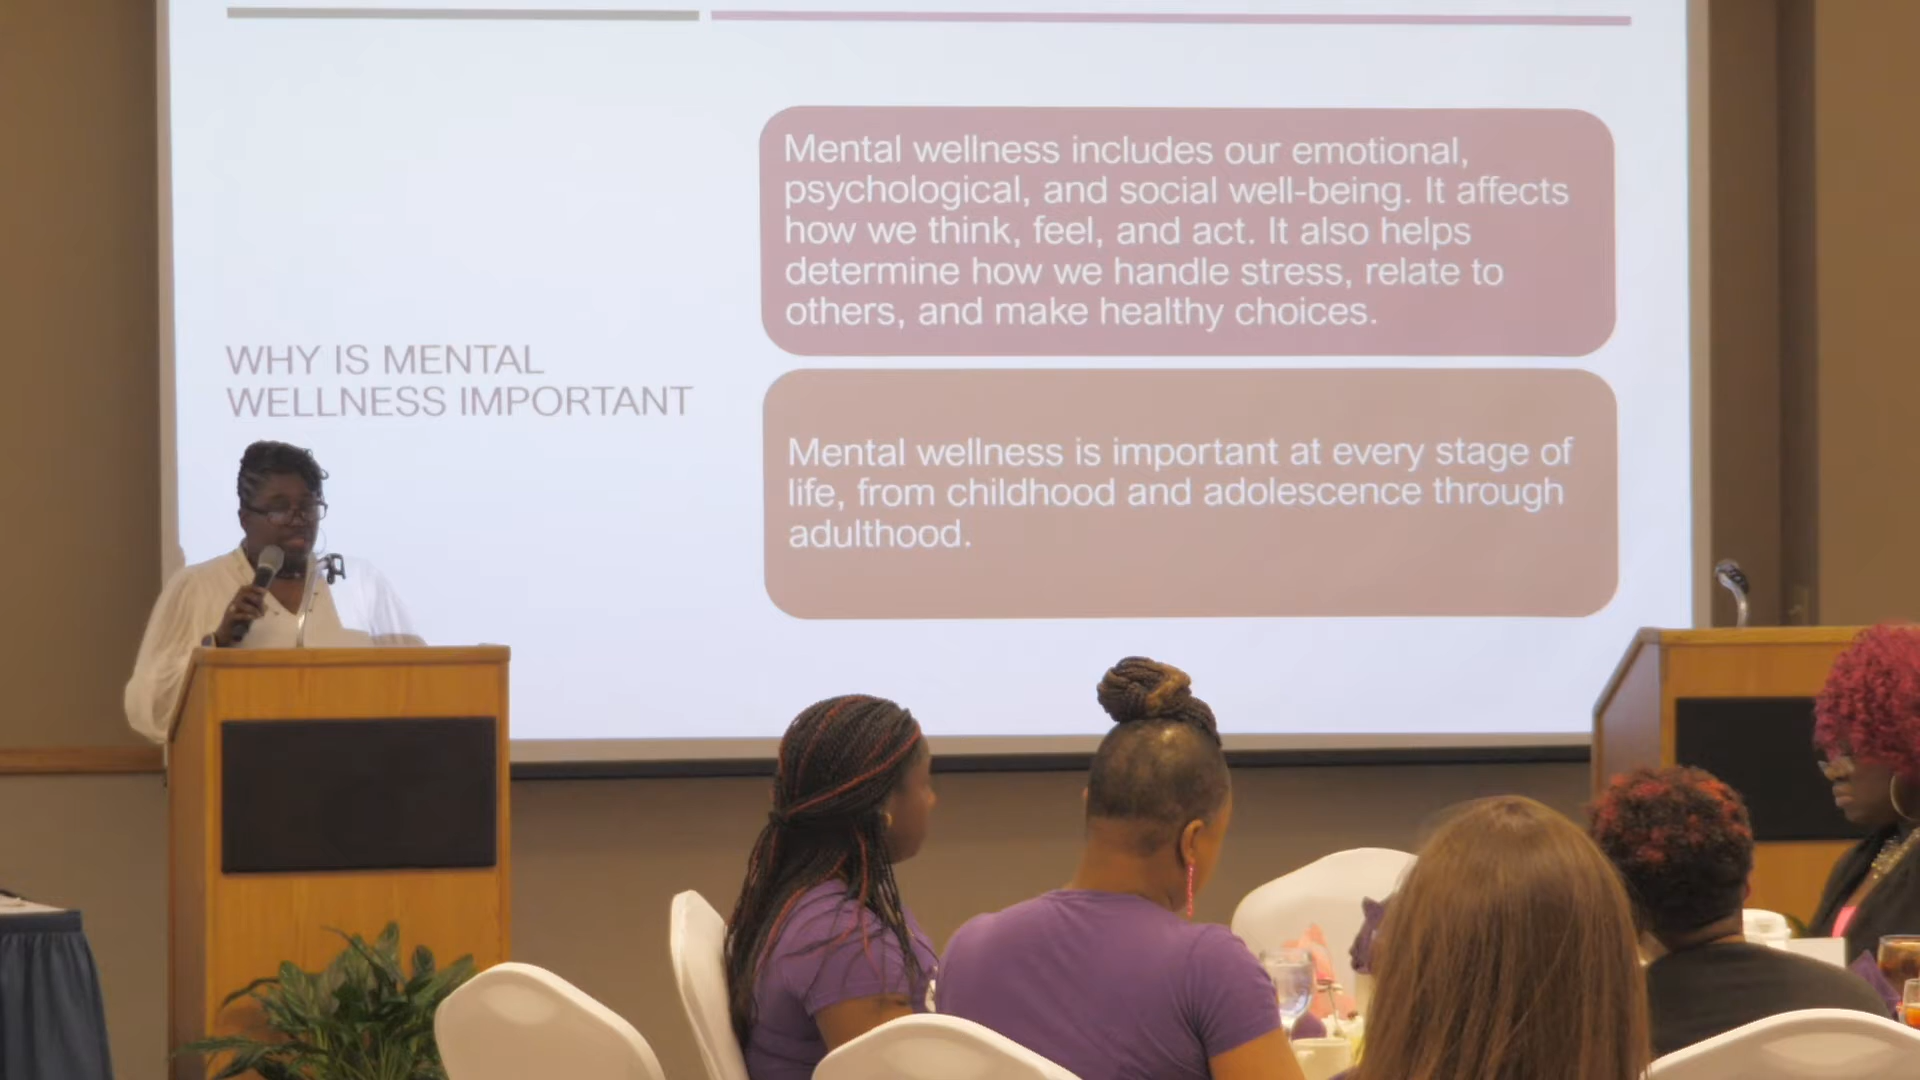 WHY IS MENTAL
WELLNESS IMPORTANT
Mental wellness includes our emotional,
psychological, and social well-being. It affects
how we think, feel, and act. It also helps
determine how we handle stress, relate to
others, and make healthy choices.
Mental wellness is important at every stage of
life, from childhood and adolescence through
adulthood.